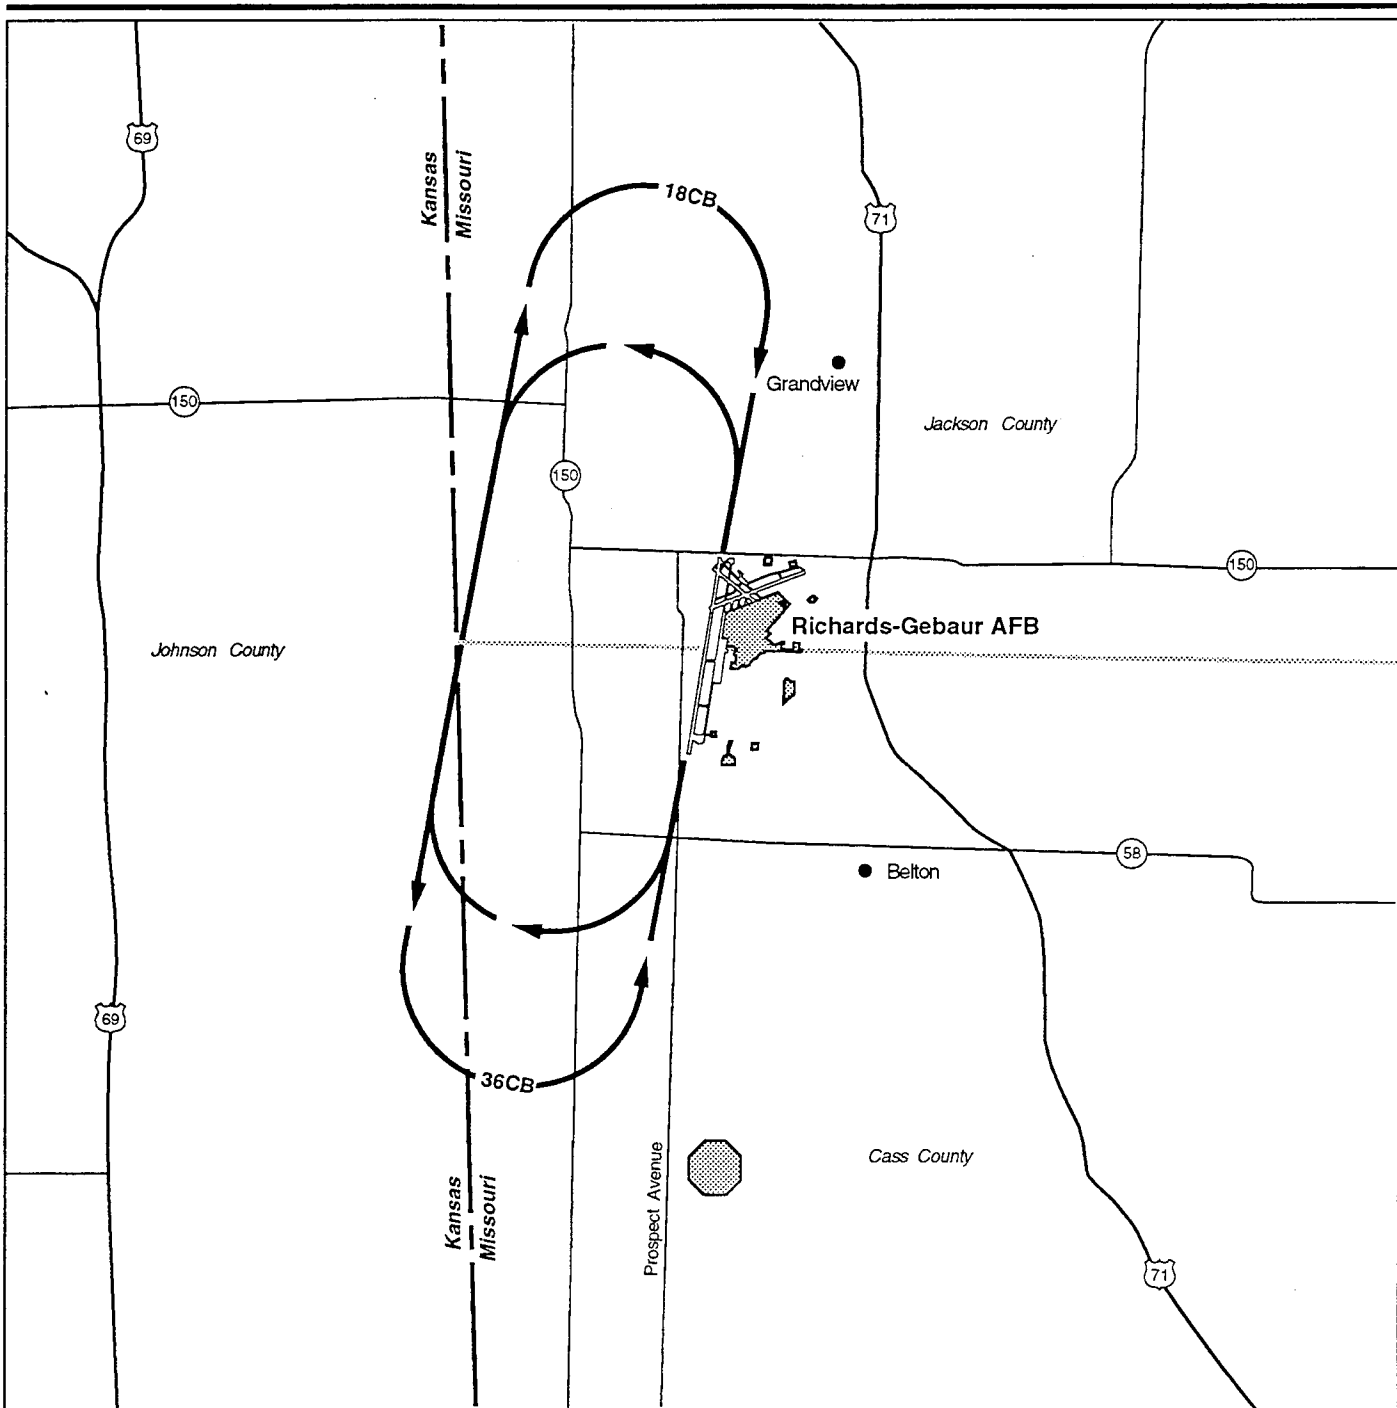 69
Kansas
Missouri
18CB
71
Grandview
150
Jackson County
150
150
Richards-Gebaur AFB
Johnson County
58
Belton
69
36CB
Prospect Avenue
Cass County
Kansas
Missouri
71